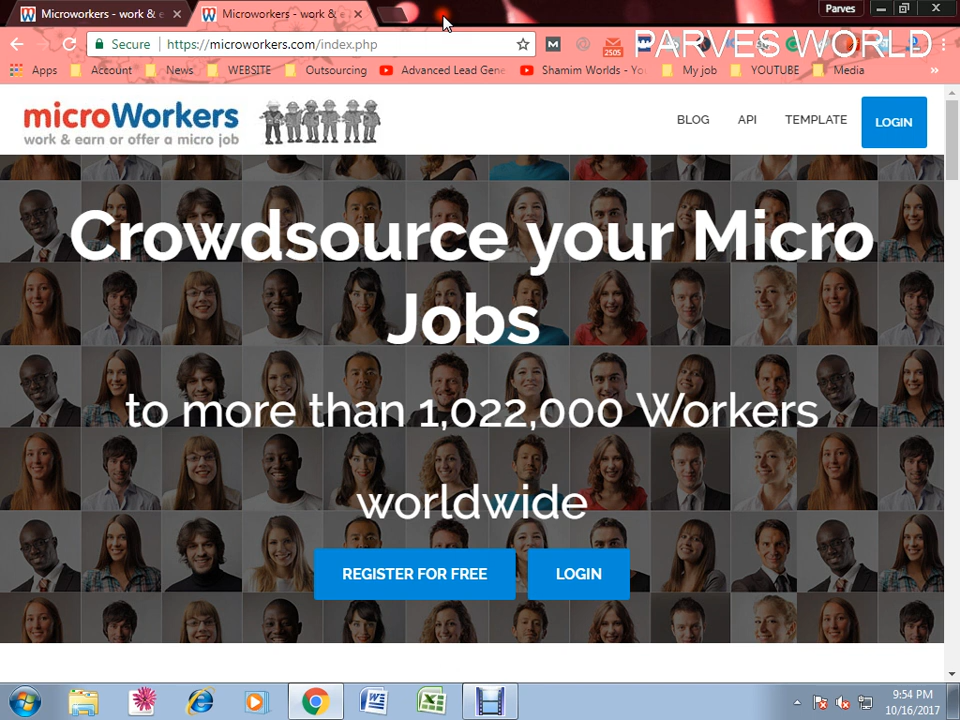 Microworkers - work & e
Microworkers - work & e
Parves
Secure
https://microworkers.com/index.php
2505
PARVES WORLD
Apps
Account
News
WEBSITE
Outsourcing
Advanced Lead Gene
Shamim Worlds - Yo
My job
YOUTUBE
Media
microWorkers
work & earn or offer a micro job
BLOG
API
TEMPLATE
LOGIN
Crowdsource your Micro
Jobs
to more than 1,022,000 Workers
worldwide
REGISTER FOR FREE
LOGIN
9:54 PM
10/16/2017